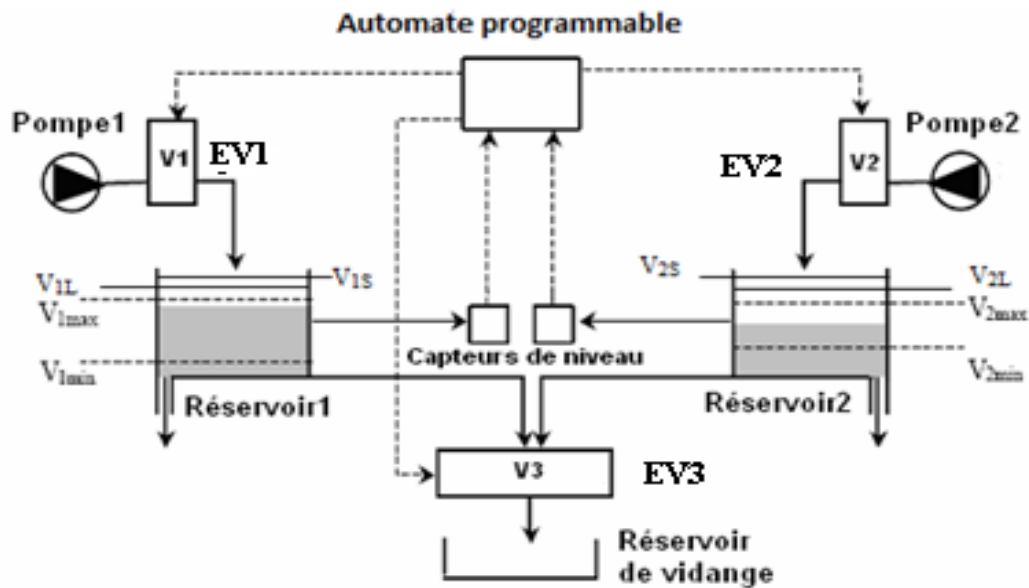 Automate programmable
Pompe1
V1
EV1
EV2
V2
Pompe2
V1L
V1S
V2S
V2L
V1max
V2max
Capteurs de niveau
V1min
V2min
Réservoir1
Réservoir2
V3
EV3
Réservoir
de vidange